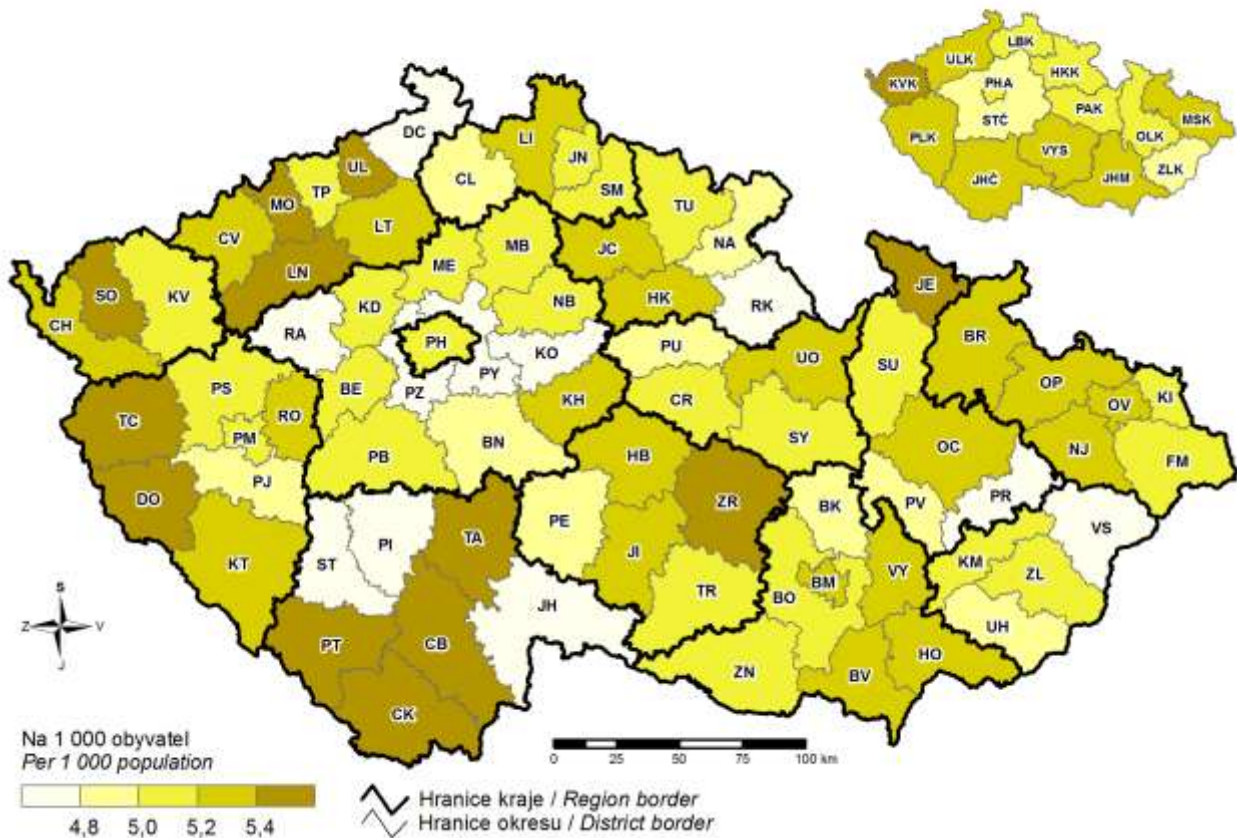 LBK
ULK
HKK
KVK
PHA
PAK
STČ
MSK
PLK
OLK
VYS
ZLK
JHČ
JHM
DC
LI
JN
UL
CL
SM
TP
TU
MO
LT
CV
MB
JC
NA
ME
LN
SO
KV
JE
NB
KD
HK
RK
CH
BR
RA
PH
KO
PU
UO
SU
OP
PY
PS
BE
PZ
OV
KI
KH
CR
TC
RO
PM
SY
BN
OC
NJ
PB
HB
FM
PJ
PR
DO
ZR
PV
BK
VS
PE
TA
PI
KT
ST
JI
KM
VY
ZL
BM
TR
BO
JH
UH
PT
CB
HO
ZN
BV
CK
S
Z V
J
Na 1 000 obyvatel
Per 1 000 population
4,8 5,0 5,2 5,4
0 25 50 75 100 km
Hranice kraje / Region border
Hranice okresu / District border